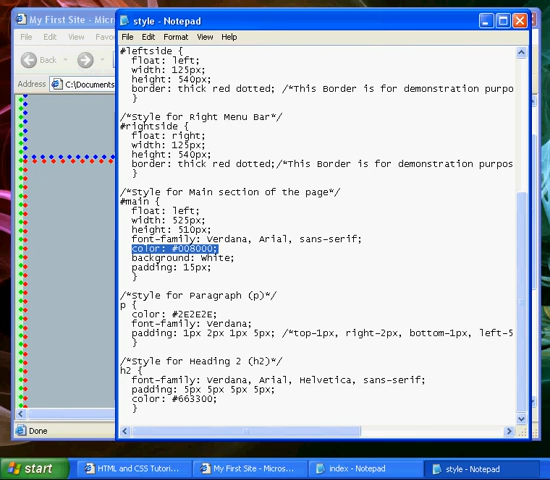 My First Site - Micros
style - Notepad
File Edit View Favor
File Edit Format View Help
Back
Address C:\Documents
#leftside {
float: left;
width: 125px;
height: 540px;
border: thick red dotted; /*This Border is for demonstration purpo
}
/*Style for Right Menu Bar*/
#rightside {
float: right;
width: 125px;
height: 540px;
border: thick red dotted;/*This Border is for demonstration purpos
}
/*Style for Main section of the page*/
#main {
float: left;
width: 525px;
height: 510px;
font-family: Verdana, Arial, sans-serif;
color: #008000;
background: white;
padding: 15px;
}
/*Style for Paragraph (p)*/
p {
color: #2E2E2E;
font-family: Verdana;
padding: 1px 2px 1px 5px; /*top-1px, right-2px, bottom-1px, left-5
}
/*Style for Heading 2 (h2)*/
h2 {
font-family: Verdana, Arial, Helvetica, sans-serif;
padding: 5px 5px 5px 5px;
color: #663300;
}
Done
start HTML and CSS Tutori... My First Site - Micros... index - Notepad style - Notepad